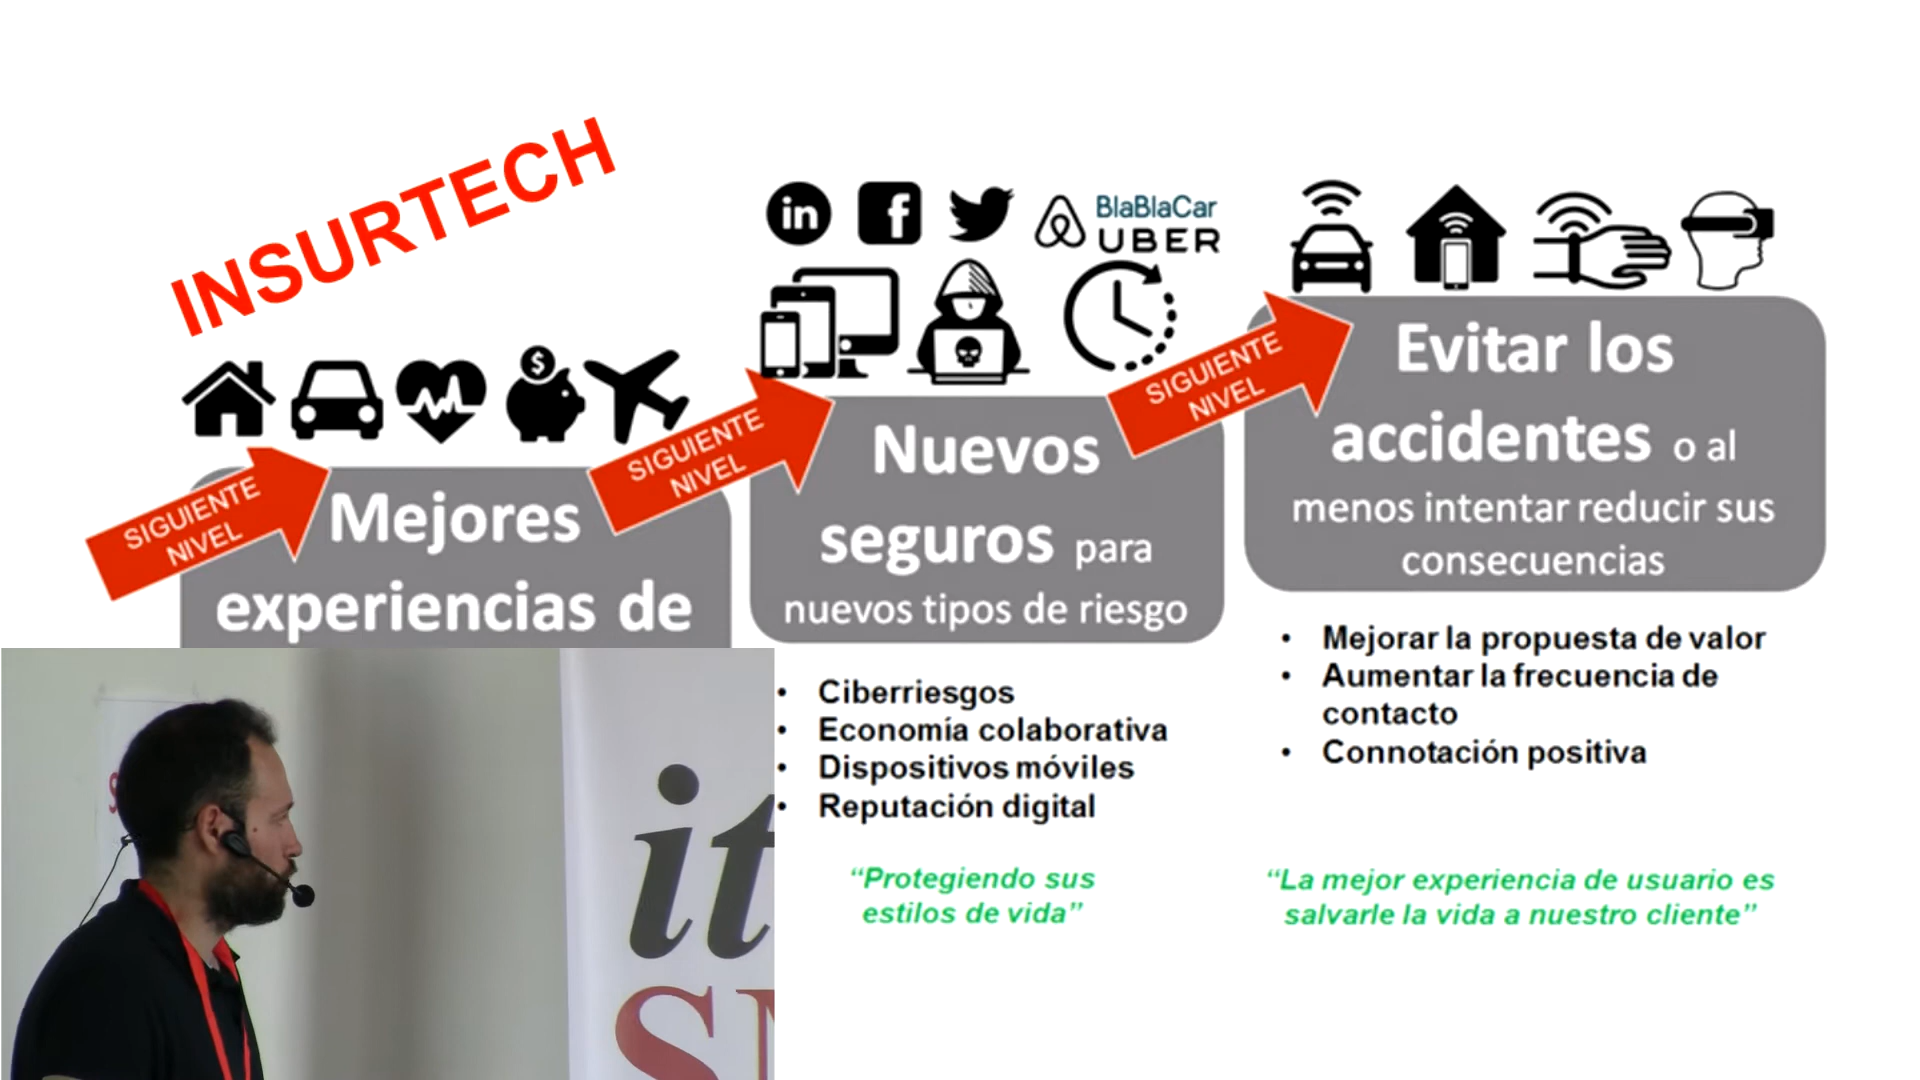 INSURTECH
in
f
BlaBlaCar
UBER
$
SIGUIENTE
NIVEL
Mejores
experiencias de
SIGUIENTE
NIVEL
Nuevos
seguros para
nuevos tipos de riesgo
• Ciberriesgos
• Economía colaborativa
• Dispositivos móviles
• Reputación digital
“Protegiendo sus
estilos de vida”
SIGUIENTE
NIVEL
Evitar los
accidentes o al
menos intentar reducir sus
consecuencias
• Mejorar la propuesta de valor
• Aumentar la frecuencia de
contacto
• Connotación positiva
“La mejor experiencia de usuario es
salvarle la vida a nuestro cliente”
it